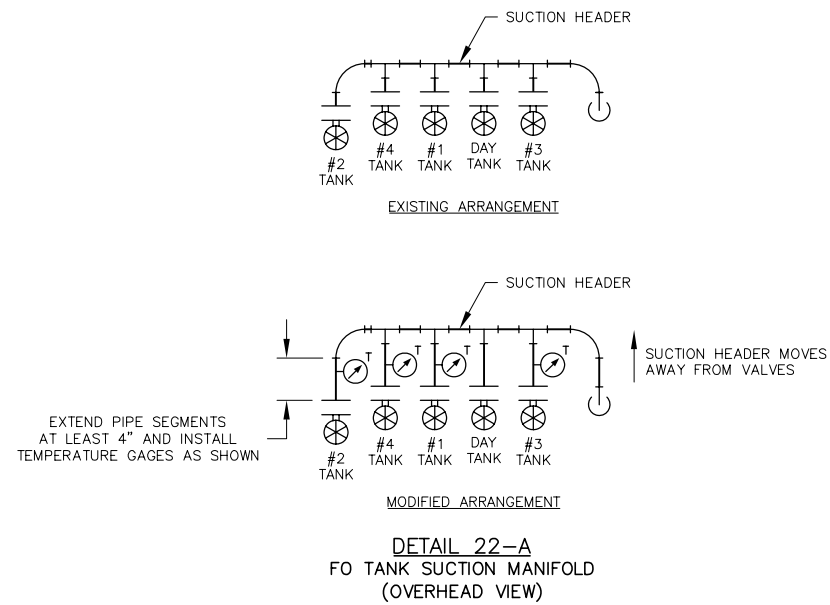 SUCTION HEADER
#2
TANK
#4
TANK
#1
TANK
DAY
TANK
#3
TANK
EXISTING ARRANGEMENT
SUCTION HEADER
T
T
T
T
SUCTION HEADER MOVES
AWAY FROM VALVES
EXTEND PIPE SEGMENTS
AT LEAST 4" AND INSTALL
TEMPERATURE GAGES AS SHOWN
#2
TANK
#4
TANK
#1
TANK
DAY
TANK
#3
TANK
MODIFIED ARRANGEMENT
DETAIL 22-A
FO TANK SUCTION MANIFOLD
(OVERHEAD VIEW)